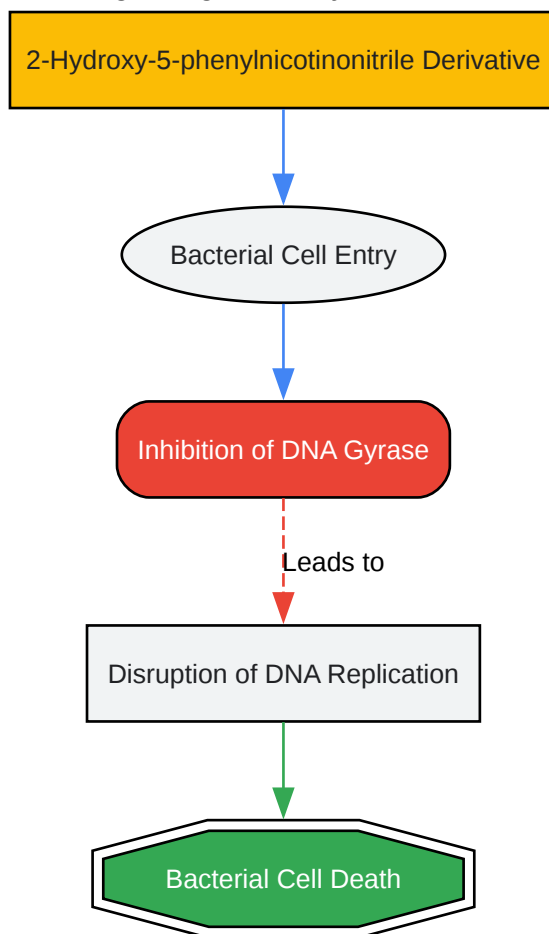 2-Hydroxy-5-phenylnicotinonitrile Derivative
Bacterial Cell Entry
Inhibition of DNA Gyrase
Leads to
Disruption of DNA Replication
Bacterial Cell Death